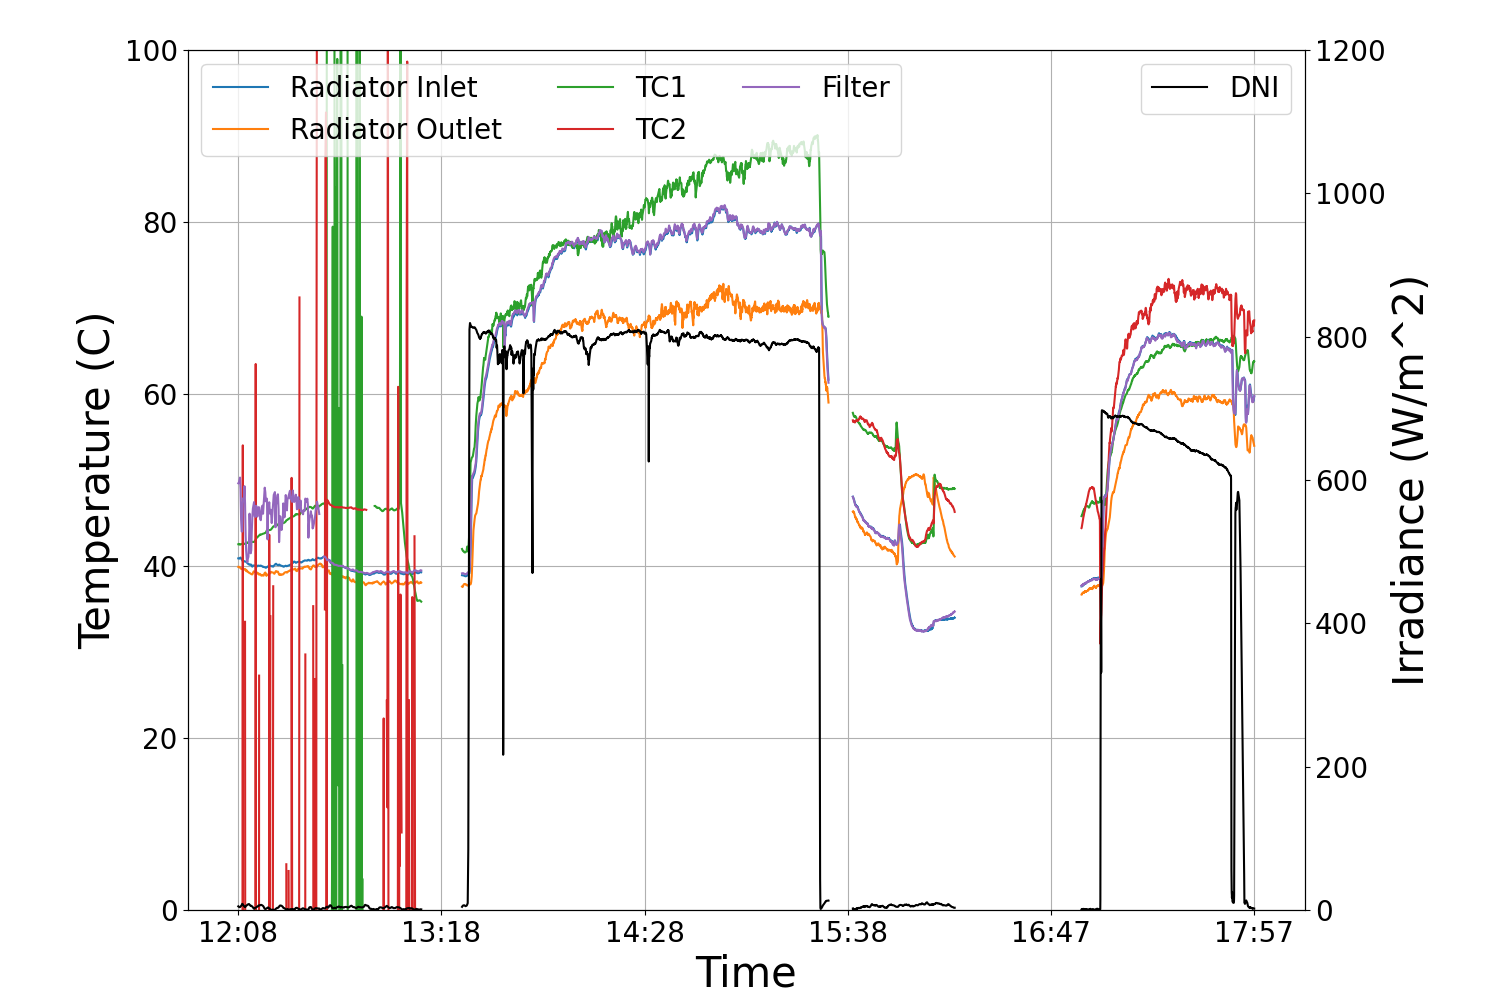 100
80
60
40
20
0
Temperature (C)
Radiator Inlet
Radiator Outlet
TC1
TC2
Filter
DNI
1200
1000
800
600
400
200
0
Irradiance (W/m^2)
12:08 13:18 14:28 15:38 16:47 17:57
Time